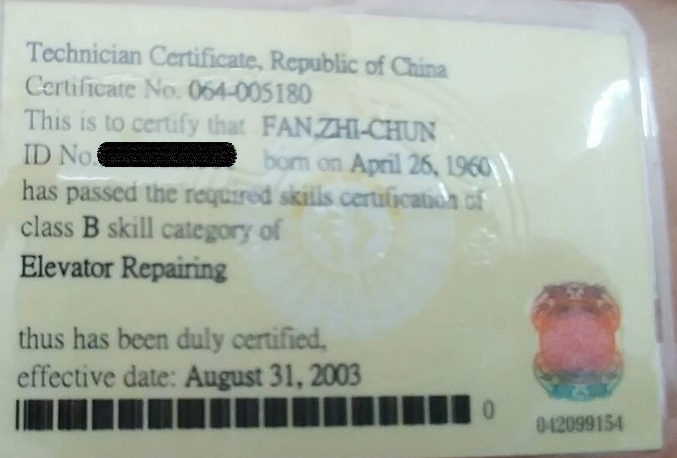 Technician Certificate, Republic of China
Certificate No. 064-005180
This is to certify that FAN,ZHI-CHUN
ID No. born on April 26, 1960
has passed the required skills certification of
class B skill category of
Elevator Repairing
thus has been duly certified,
effective date: August 31, 2003
0
042099154